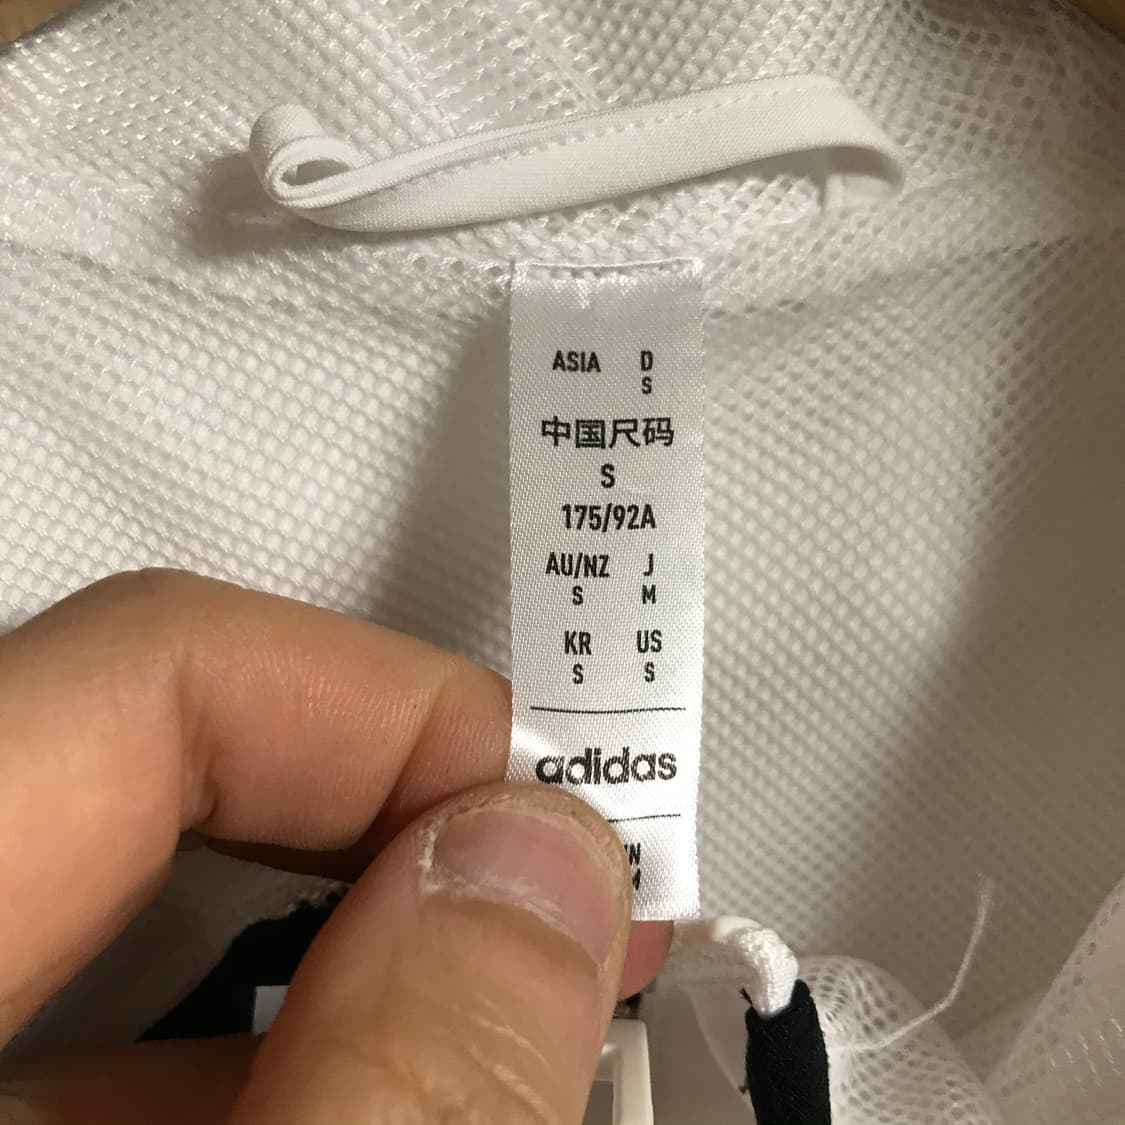 ASIA D
S
中国尺码
S
175/92A
AU/NZ J
S M
KR US
S S
adidas